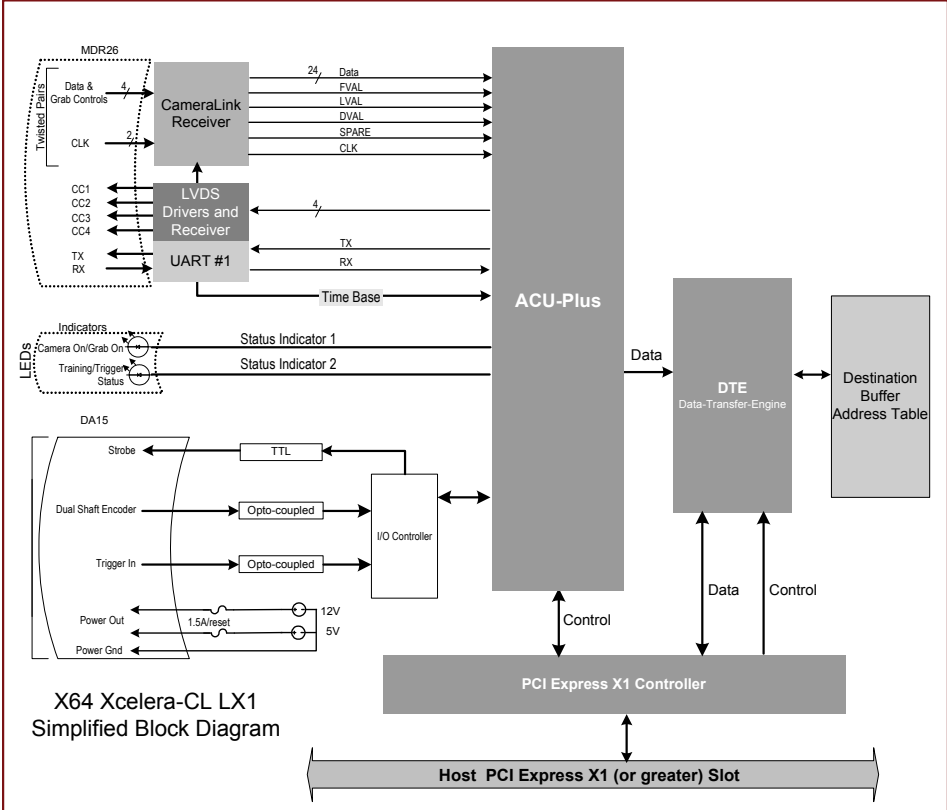 MDR26
Twisted Pairs
Data &
Grab Controls
4
CLK
2
CameraLink
Receiver
24
Data
FVAL
LVAL
DVAL
SPARE
CLK
CC1
CC2
CC3
CC4
TX
RX
LVDS
Drivers and
Receiver
UART #1
4
TX
RX
Time Base
ACU-Plus
LEDs
Indicators
Camera On/Grab On
Training/Trigger
Status
Status Indicator 1
Status Indicator 2
Data
DTE
Data-Transfer-Engine
Destination
Buffer
Address Table
DA15
Strobe
TTL
Dual Shaft Encoder
Opto-coupled
I/O Controller
Trigger In
Opto-coupled
Power Out
1.5A/reset
12V
5V
Power Gnd
Control
Data
Control
PCI Express X1 Controller
X64 Xcelera-CL LX1
Simplified Block Diagram
Host PCI Express X1 (or greater) Slot